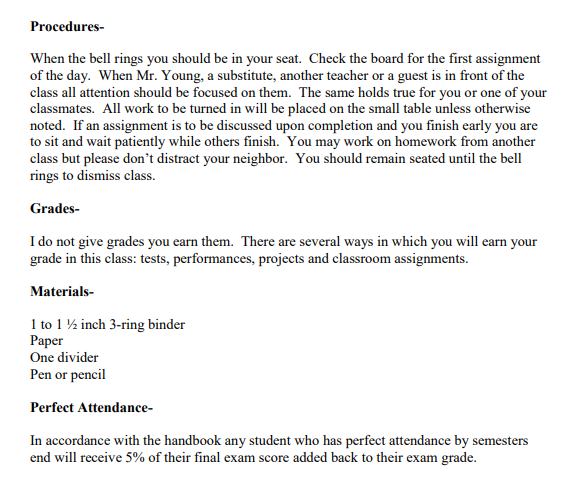 Procedures-
When the bell rings you should be in your seat.  Check the board for the first assignment
of the day.  When Mr. Young, a substitute, another teacher or a guest is in front of the
class all attention should be focused on them.  The same holds true for you or one of your
classmates.  All work to be turned in will be placed on the small table unless otherwise
noted.  If an assignment is to be discussed upon completion and you finish early you are
to sit and wait patiently while others finish.  You may work on homework from another
class but please don’t distract your neighbor.  You should remain seated until the bell
rings to dismiss class.
Grades-
I do not give grades you earn them.  There are several ways in which you will earn your
grade in this class: tests, performances, projects and classroom assignments.
Materials-
1 to 1 ½ inch 3-ring binder
Paper
One divider
Pen or pencil
Perfect Attendance-
In accordance with the handbook any student who has perfect attendance by semesters
end will receive 5% of their final exam score added back to their exam grade.